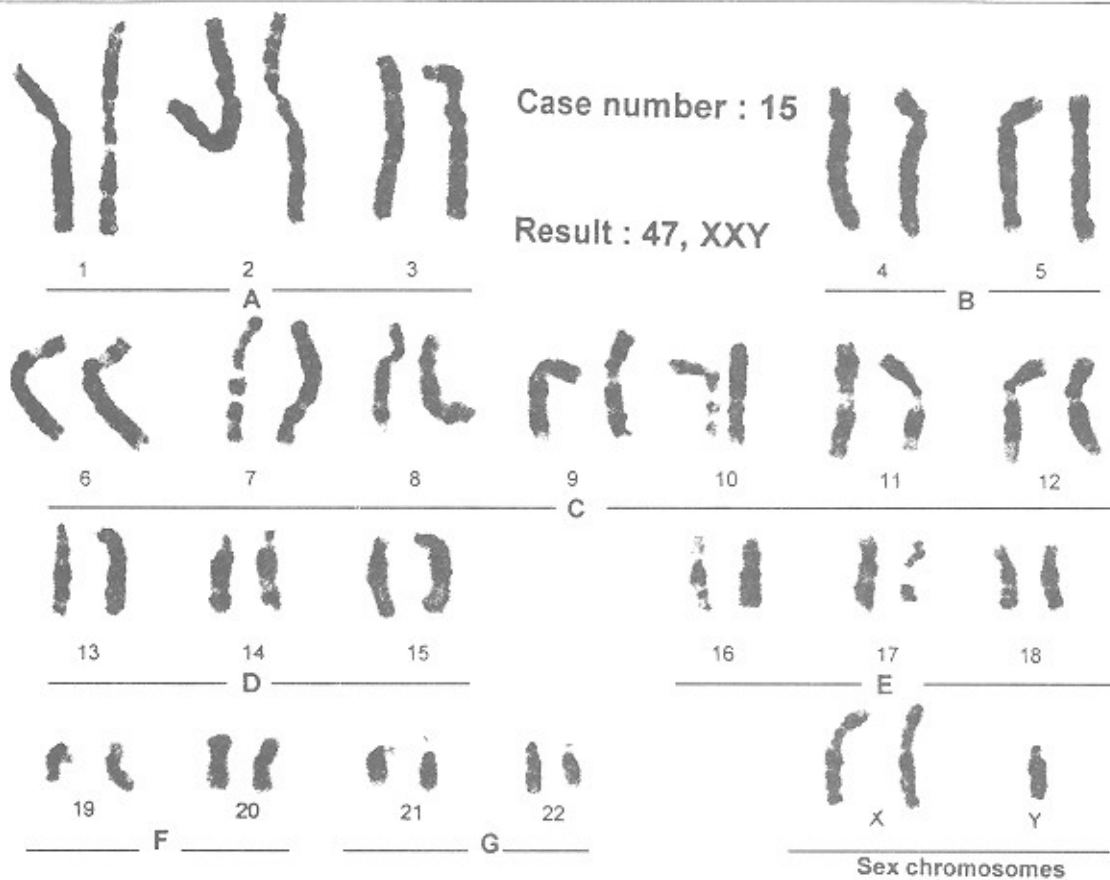 Case number : 15
Result : 47, XXY
1 2 3 4 5
A B
6 7 8 9 10 11 12
C
13 14 15 16 17 18
D E
19 20 21 22 X Y
F G
Sex chromosomes